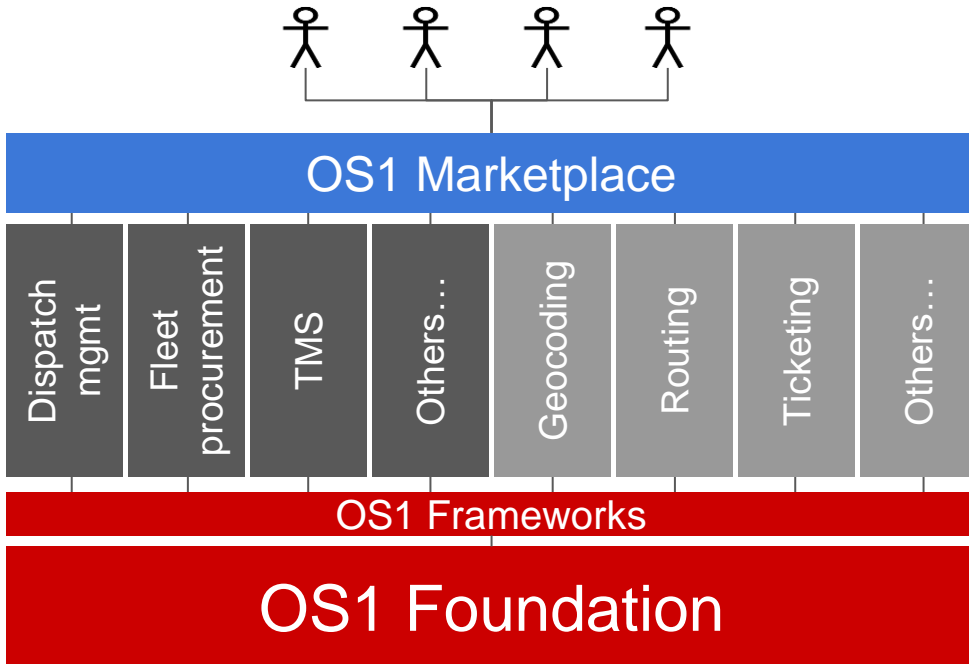 OS1 Marketplace
Dispatch
mgmt
Fleet
procurement
TMS
Others...
Geocoding
Routing
Ticketing
Others...
OS1 Frameworks
OS1 Foundation